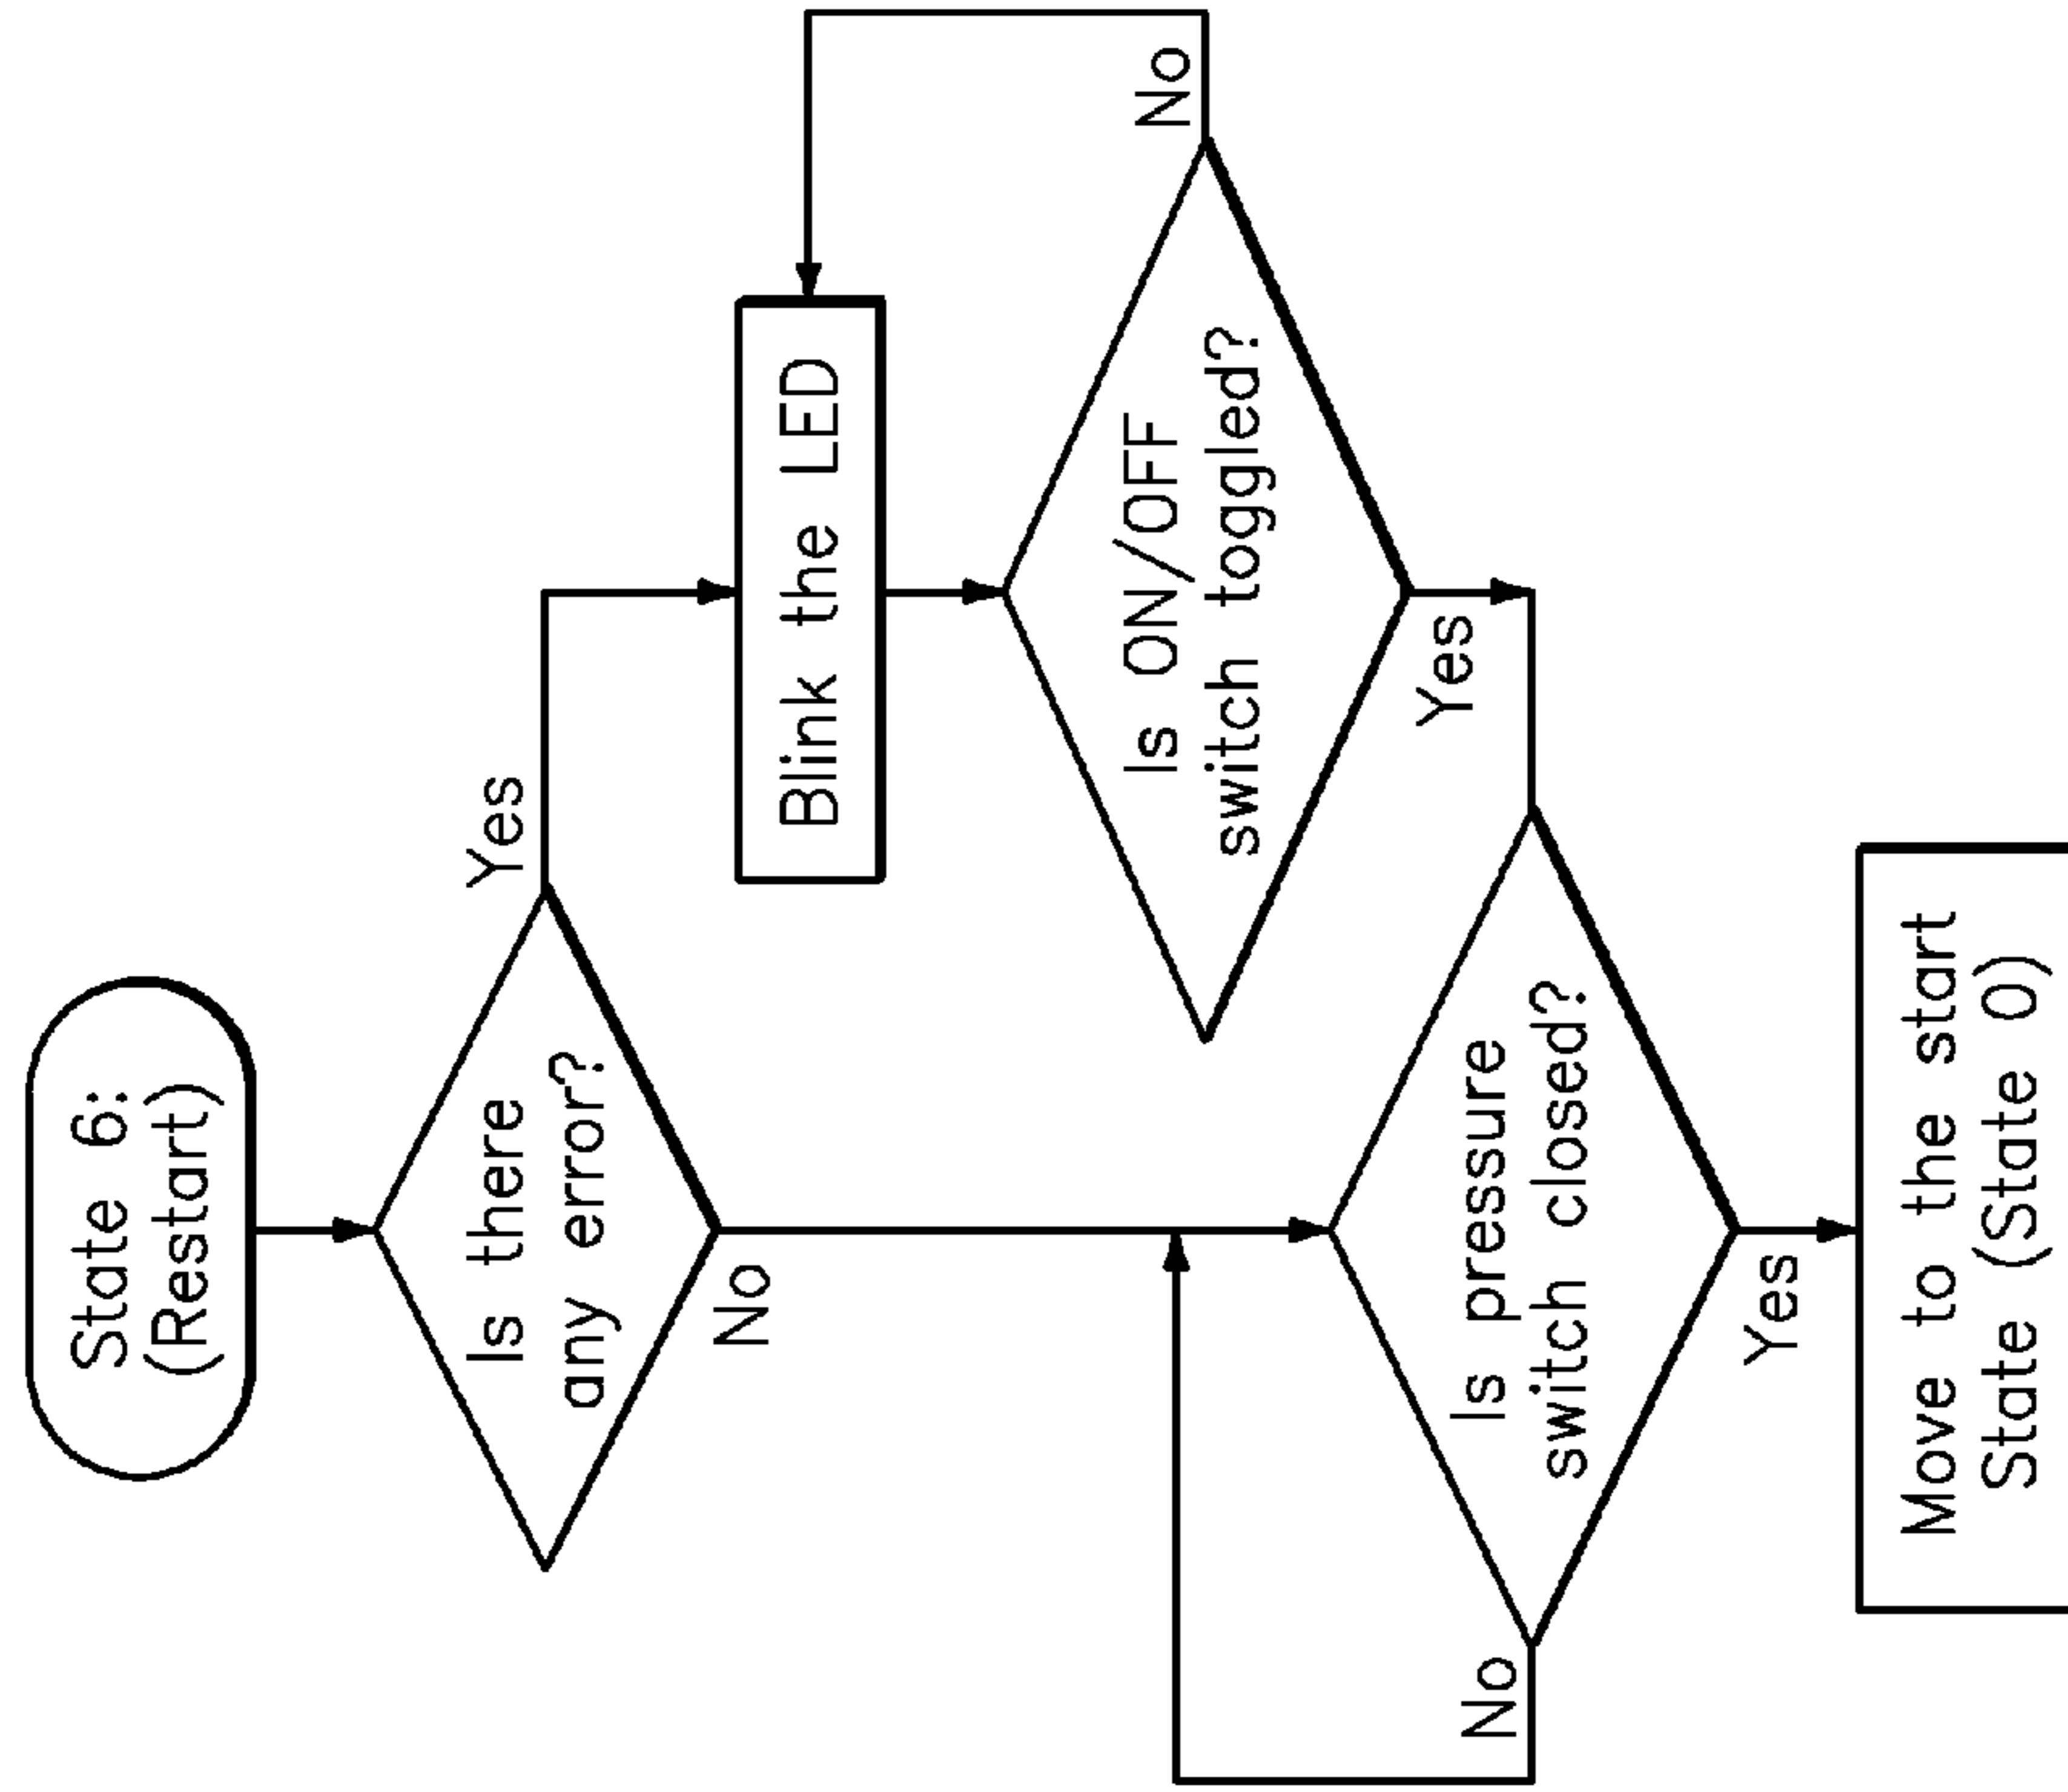 State 6:
(Restart)
Is there
any error?
Yes
No
Blink the LED
Is ON/OFF
switch toggled?
No
Yes
Is pressure
switch closed?
No
Yes
Move to the start
State (State 0)